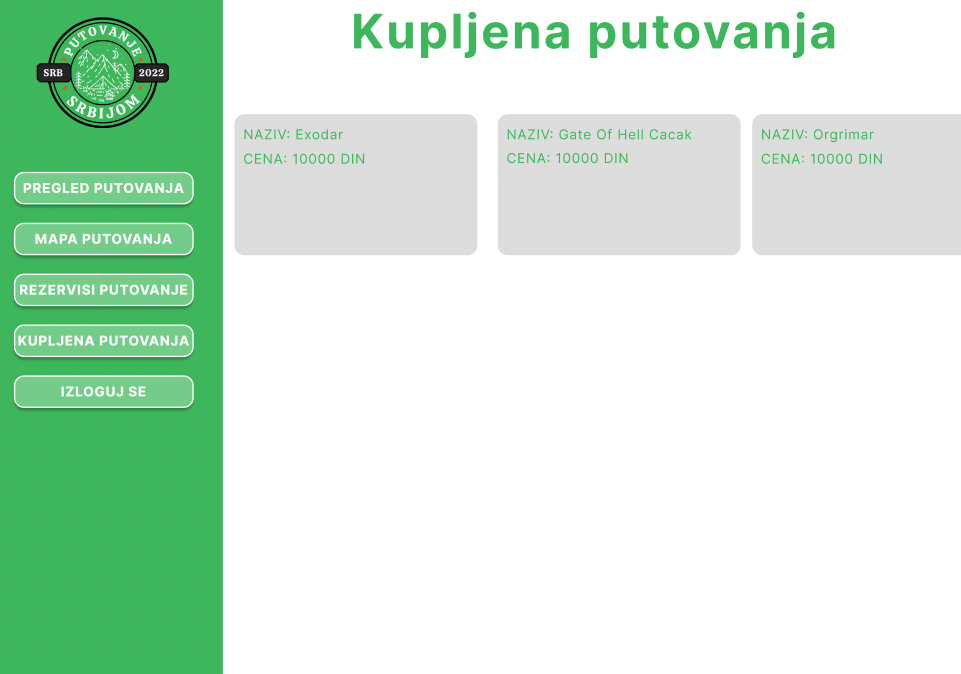 PUTOVANJE
SRB
2022
SRBIJOM
PREGLED PUTOVANJA
MAPA PUTOVANJA
REZERVISI PUTOVANJE
KUPLJENA PUTOVANJA
IZLOGUJ SE
Kupljena putovanja
NAZIV: Exodar
CENA: 10000 DIN
NAZIV: Gate Of Hell Cacak
CENA: 10000 DIN
NAZIV: Orgrimar
CENA: 10000 DIN